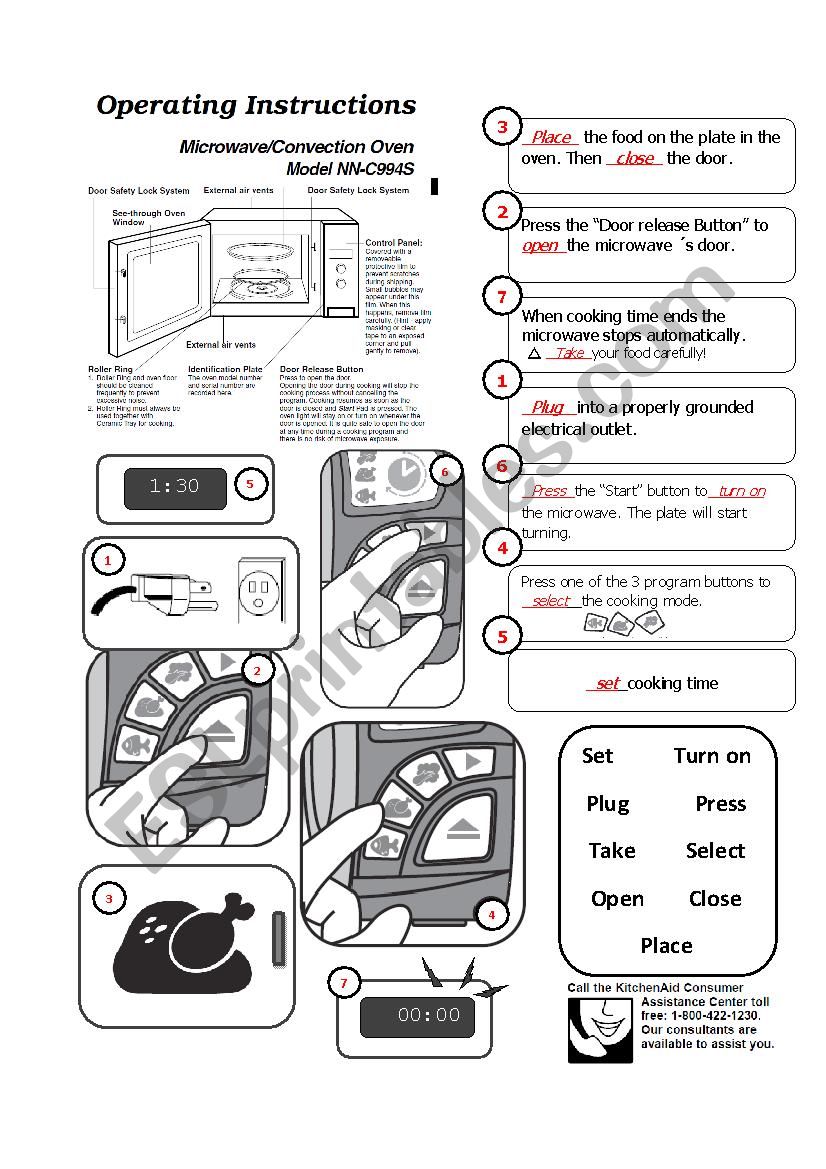 Operating Instructions
Microwave/Convection Oven
Model NN-C994S
Door Safety Lock System
External air vents
Door Safety Lock System
See-through Oven
Window
Control Panel:
Covered with a
removeable
protective film to
prevent scratches
during shipping.
Small bubbles may
appear under this
film. When this
happens, remove film
carefully. (Hint - apply
masking or clear
tape to an exposed
corner and pull
gently to remove).
External air vents
Roller Ring
1. Roller Ring and oven floor
should be cleaned
frequently to prevent
excessive noise.
2. Roller Ring must always be
used together with
Ceramic Tray for cooking.
Identification Plate
The oven model number
and serial number are
recorded here.
Door Release Button
Press to open the door.
Opening the door during cooking will stop the
cooking process without cancelling the
program. Cooking resumes as soon as the
door is closed and Start Pad is pressed. The
oven light will stay on or turn on whenever the
door is opened. It is quite safe to open the door
at any time during a cooking program and
there is no risk of microwave exposure.
1:30
5
6
1
2
3
4
7
00:00
3
Place the food on the plate in the
oven. Then close the door.
2
Press the “Door release Button” to
open the microwave ´s door.
7
When cooking time ends the
microwave stops automatically.
Take your food carefully!
1
Plug into a properly grounded
electrical outlet.
6
Press the “Start” button to turn on
the microwave. The plate will start
turning.
4
Press one of the 3 program buttons to
select the cooking mode.
5
set cooking time
Set Turn on
Plug Press
Take Select
Open Close
Place
Call the KitchenAid Consumer
Assistance Center toll
free: 1-800-422-1230.
Our consultants are
available to assist you.
ESLprintables.com